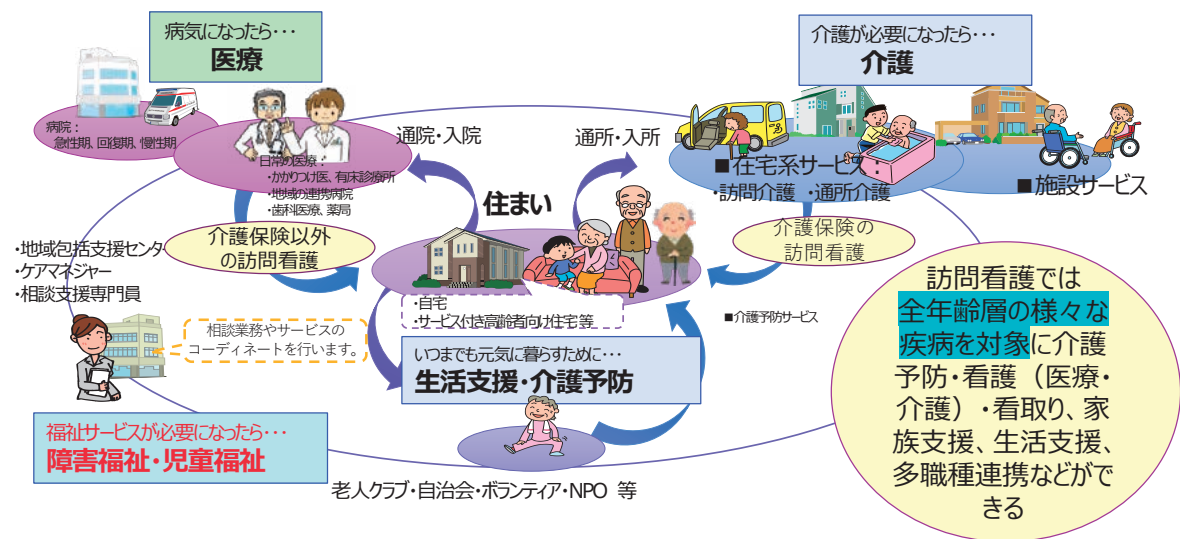 病気になったら・・・
医療
介護が必要になったら・・・
介護
病院：
急性期、回復期、慢性期
日常の医療：
・かかりつけ医、有床診療所
・地域の連携病院
・歯科医療、薬局
通院・入院
通所・入所
■在宅系サービス
・訪問介護 ・通所介護
■施設サービス
住まい
介護保険以外
の訪問看護
介護保険の
訪問看護
・地域包括支援センター
・ケアマネジャー
・相談支援専門員
相談業務やサービスの
コーディネートを行います。
・自宅
・サービス付き高齢者向け住宅等
■介護予防サービス
いつまでも元気に暮らすために・・・
生活支援・介護予防
福祉サービスが必要になったら・・・
障害福祉・児童福祉
老人クラブ・自治会・ボランティア・NPO 等
訪問看護では
全年齢層の様々な
疾病を対象に介護
予防・看護（医療・
介護）・看取り、家
族支援、生活支援、
多職種連携などがで
きる